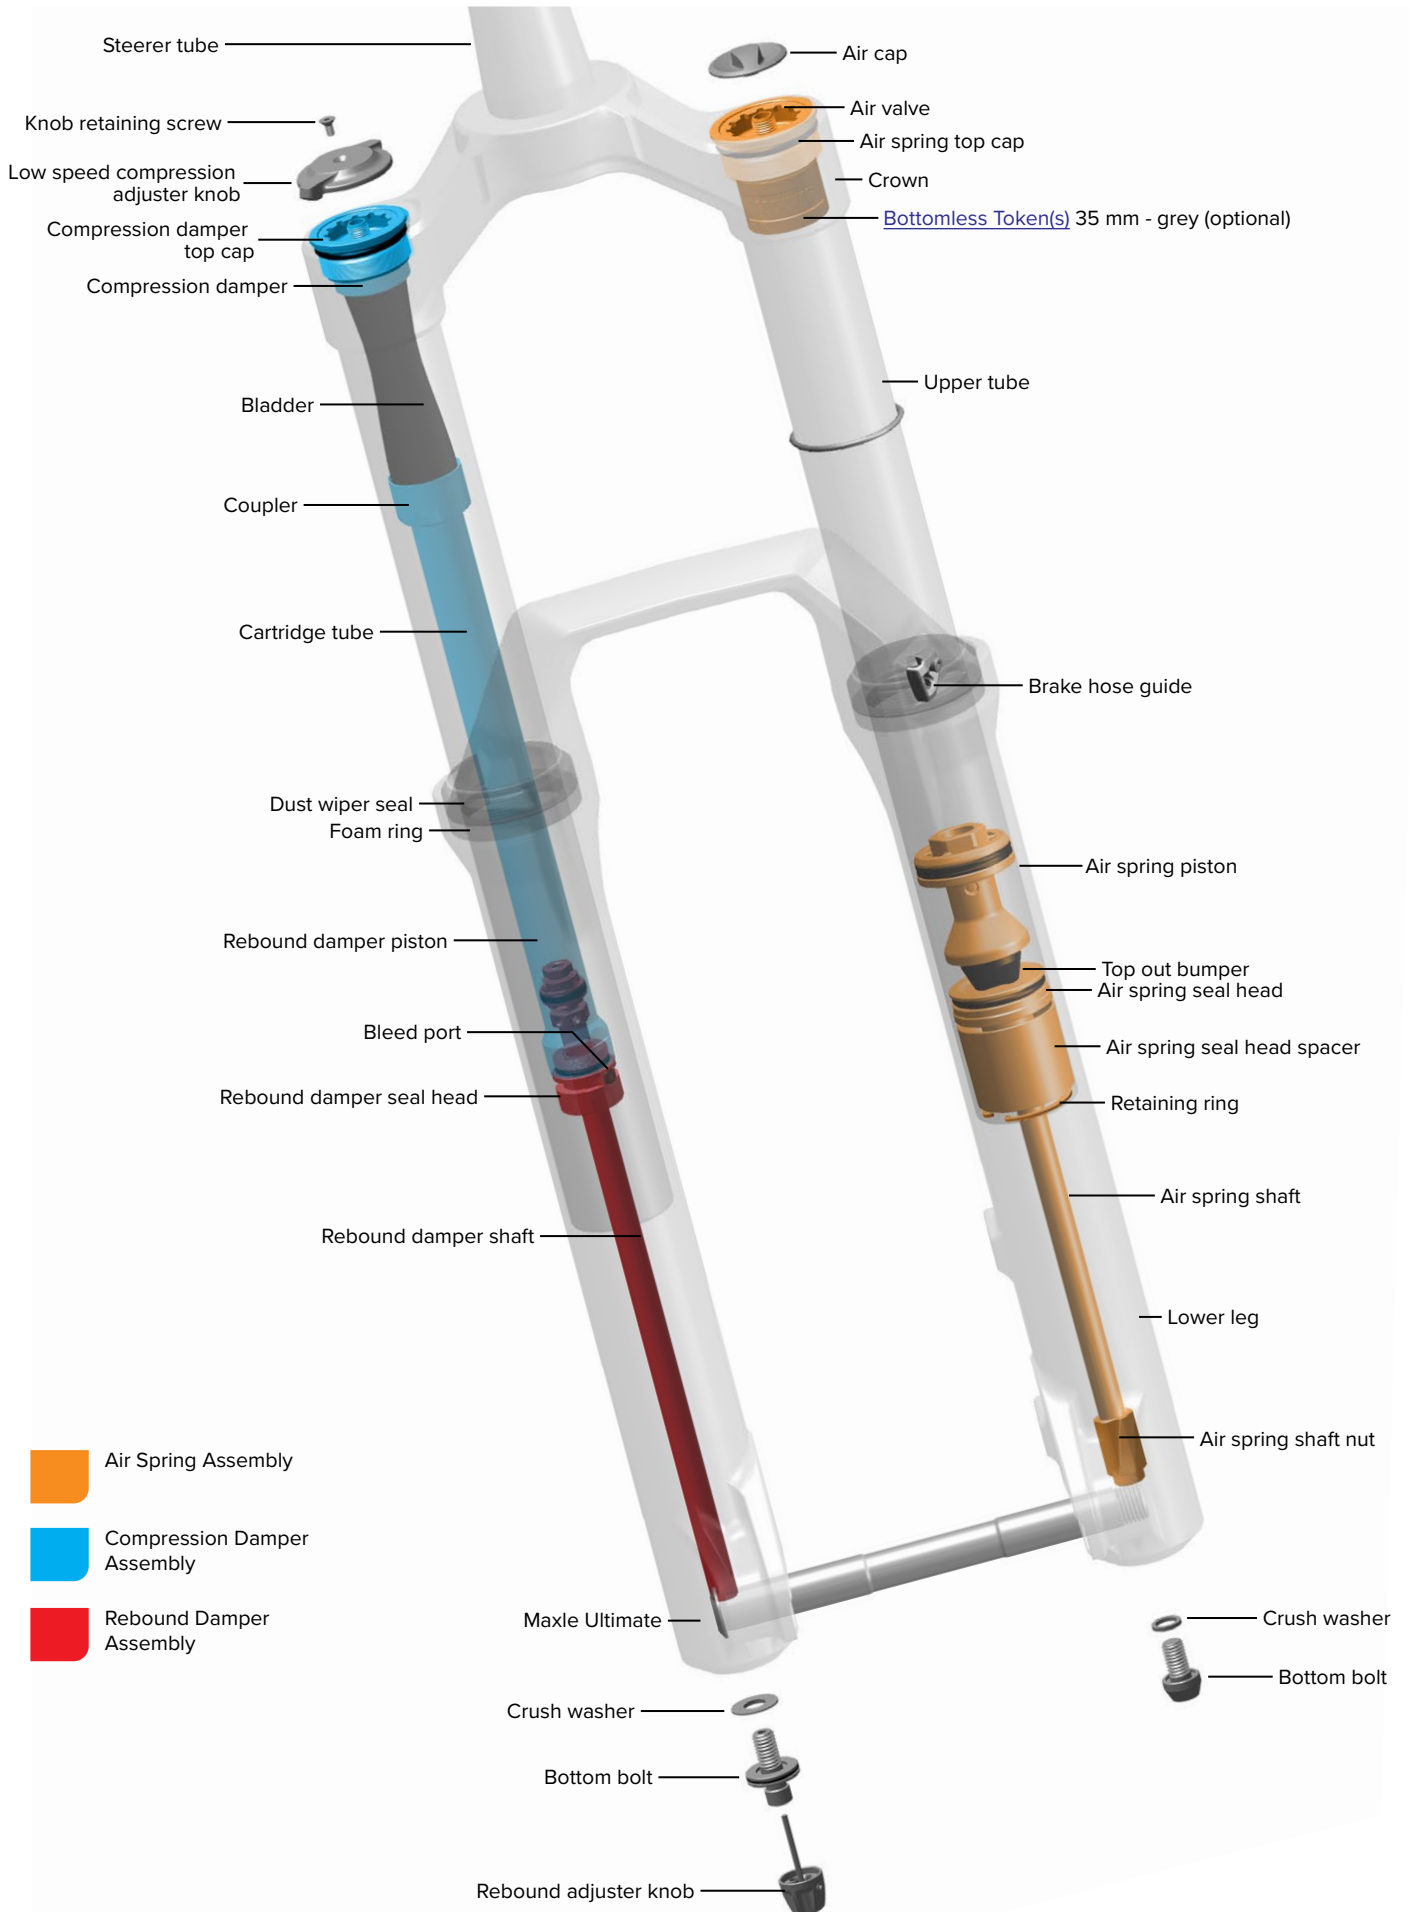 Steerer tube
Air cap
Knob retaining screw
Air valve
Air spring top cap
Low speed compression
adjuster knob
Crown
Bottomless Token(s) 35 mm - grey (optional)
Compression damper
top cap
Compression damper
Upper tube
Bladder
Coupler
Cartridge tube
Brake hose guide
Dust wiper seal
Foam ring
Air spring piston
Rebound damper piston
Top out bumper
Air spring seal head
Bleed port
Air spring seal head spacer
Rebound damper seal head
Retaining ring
Air spring shaft
Rebound damper shaft
Lower leg
Air spring shaft nut
Air Spring Assembly
Compression Damper
Assembly
Rebound Damper
Assembly
Maxle Ultimate
Crush washer
Bottom bolt
Crush washer
Bottom bolt
Rebound adjuster knob